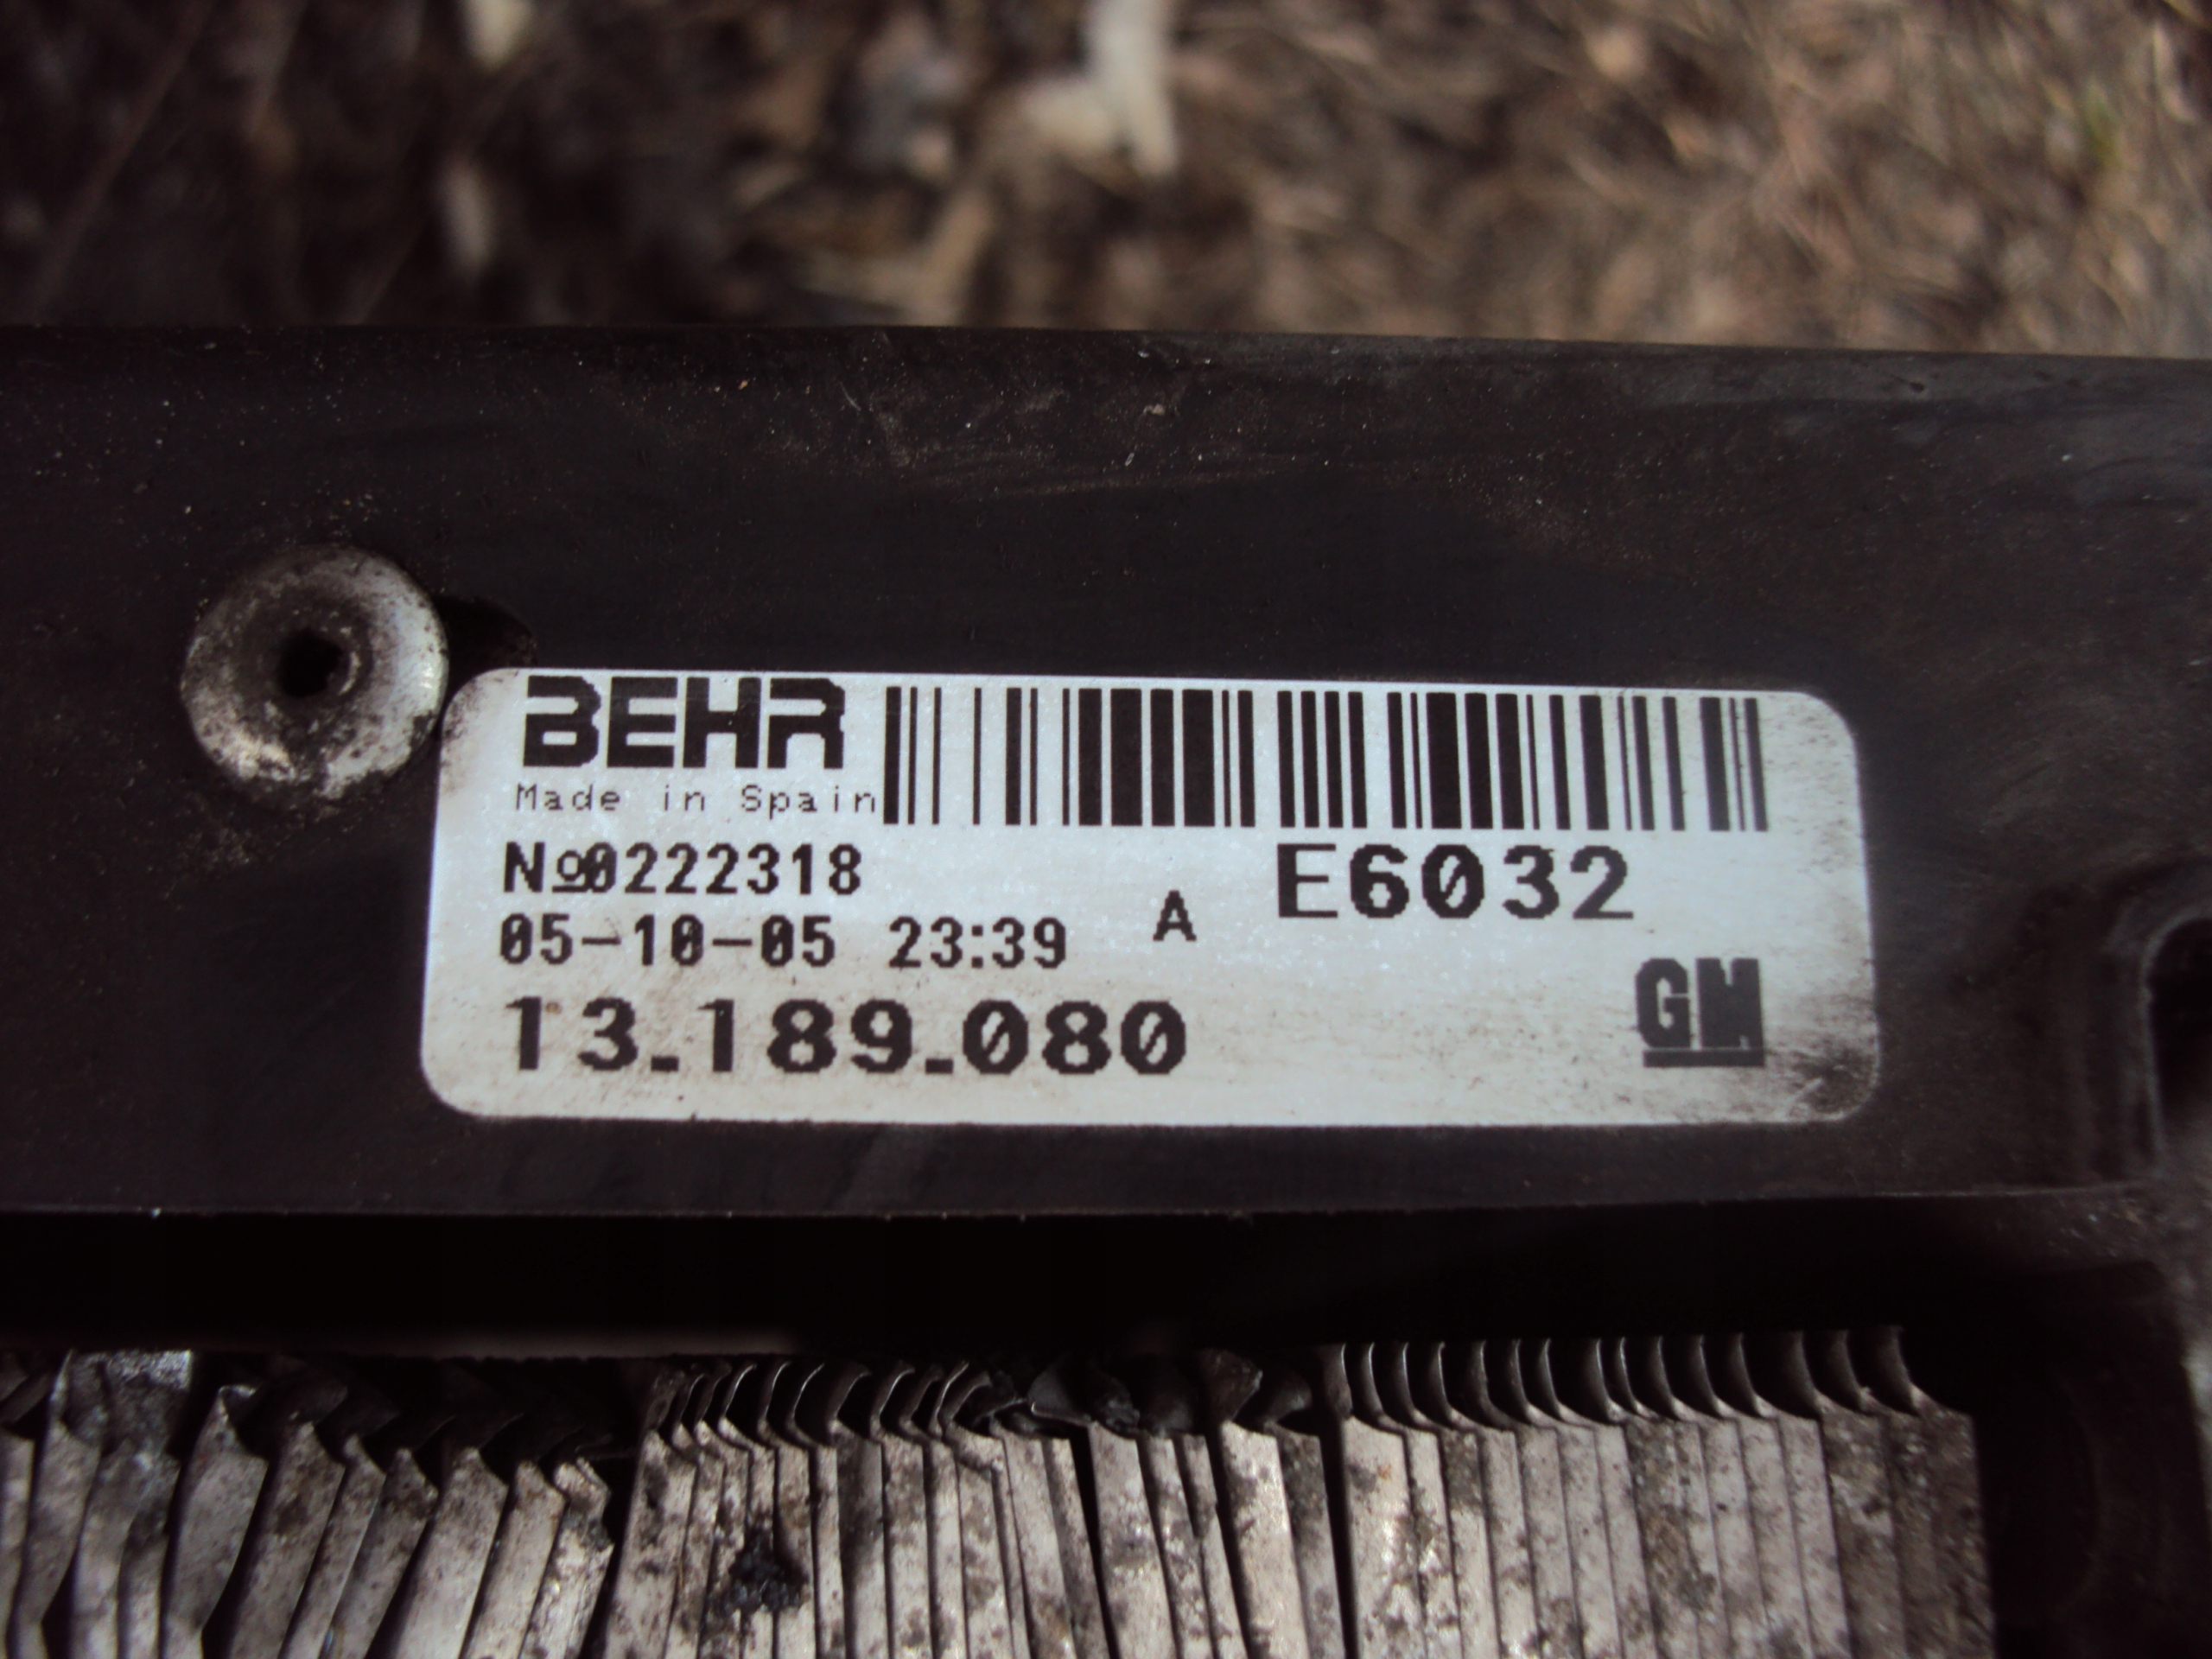 BEHR
Made in Spain
Nº0222318
E6032
05-10-05 23:39 A
13.189.080
GM